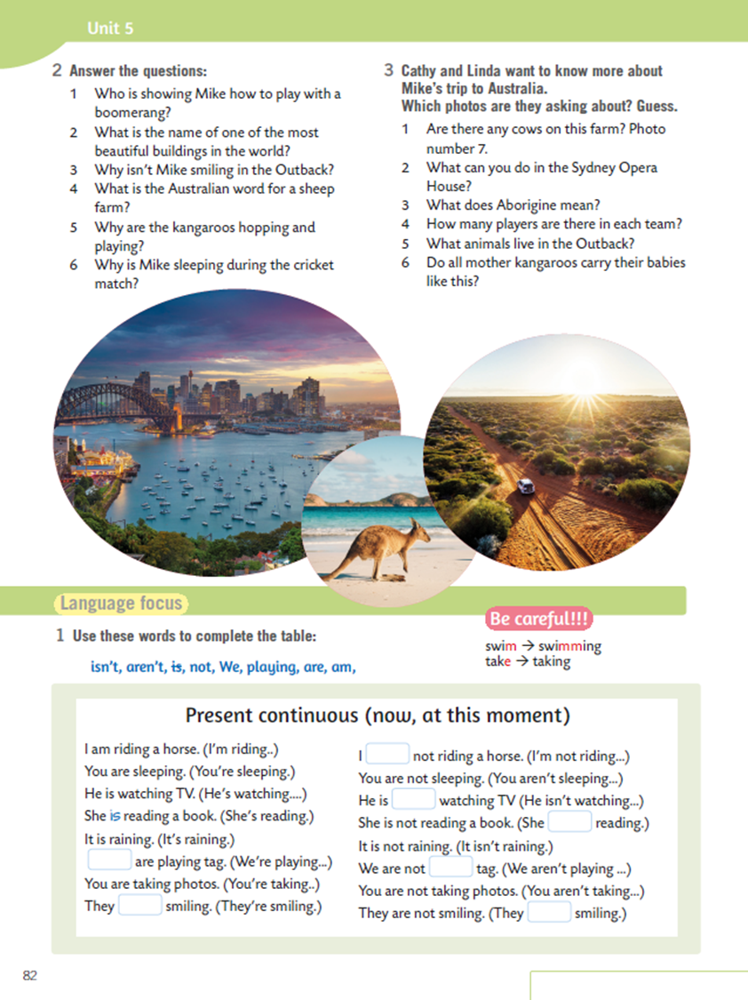 Unit 5
2 Answer the questions:
1 Who is showing Mike how to play with a
boomerang?
2 What is the name of one of the most
beautiful buildings in the world?
3 Why isn't Mike smiling in the Outback?
4 What is the Australian word for a sheep
farm?
5 Why are the kangaroos hopping and
playing?
6 Why is Mike sleeping during the cricket
match?
3 Cathy and Linda want to know more about
Mike's trip to Australia.
Which photos are they asking about? Guess.
1 Are there any cows on this farm? Photo
number 7.
2 What can you do in the Sydney Opera
House?
3 What does Aborigine mean?
4 How many players are there in each team?
5 What animals live in the Outback?
6 Do all mother kangaroos carry their babies
like this?
Language focus
1 Use these words to complete the table:
isn't, aren't, is, not, We, playing, are, am,
Be careful!!!
swim → swimming
take → taking
Present continuous (now, at this moment)
I am riding a horse. (I'm riding..)
You are sleeping. (You're sleeping.)
He is watching TV. (He's watching....)
She is reading a book. (She's reading.)
It is raining. (It's raining.)
are playing tag. (We're playing...)
You are taking photos. (You're taking..)
They smiling. (They're smiling.)
I not riding a horse. (I'm not riding...)
You are not sleeping. (You aren't sleeping...)
He is watching TV (He isn't watching...)
She is not reading a book. (She reading.)
It is not raining. (It isn't raining.)
We are not tag. (We aren't playing ...)
You are not taking photos. (You aren't taking...)
They are not smiling. (They smiling.)
82